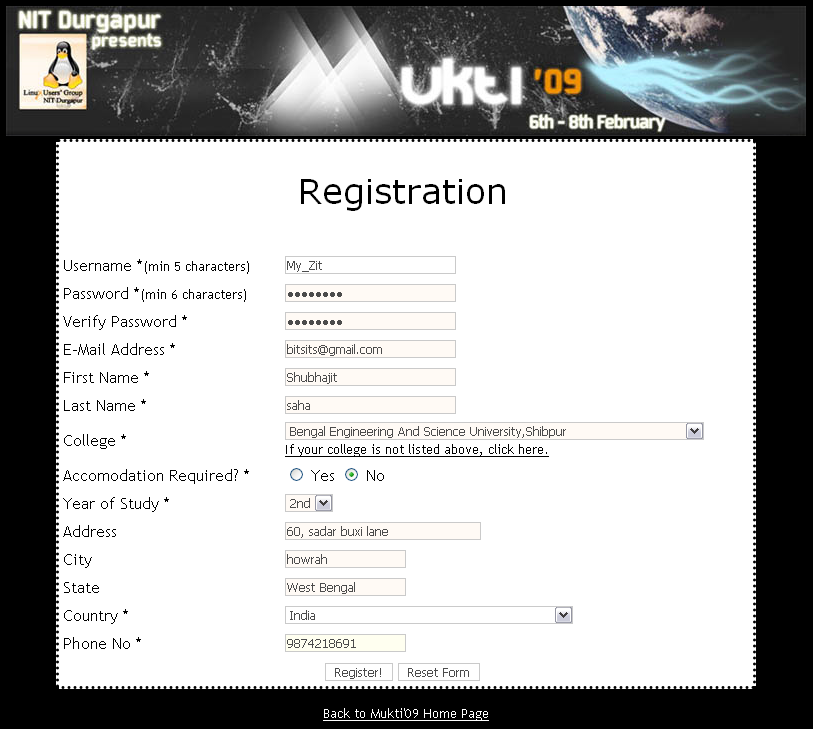 NIT Durgapur
presents
Linux Users' Group
NIT-Durgapur
Mukti '09
6th - 8th February
Registration
Username *(min 5 characters) My_Zit
Password *(min 6 characters) ••••••••
Verify Password * ••••••••
E-Mail Address * bitsits@gmail.com
First Name * Shubhajit
Last Name * saha
College * Bengal Engineering And Science University,Shibpur
If your college is not listed above, click here.
Accomodation Required? * Yes No
Year of Study * 2nd
Address 60, sadar buxi lane
City howrah
State West Bengal
Country * India
Phone No * 9874218691
Register! Reset Form
Back to Mukti'09 Home Page